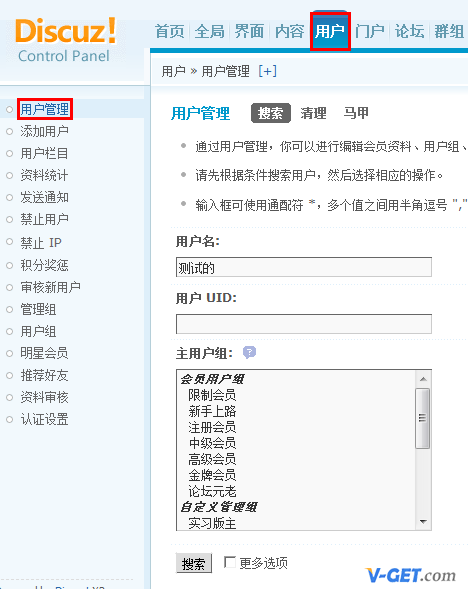 Discuz!
Control Panel
首页 全局 界面 内容 用户 门户 论坛 群组
用户 » 用户管理 [+]
用户管理
添加用户
用户栏目
资料统计
发送通知
禁止用户
禁止 IP
积分奖惩
审核新用户
管理组
用户组
明星会员
推荐好友
资料审核
认证设置
用户管理 搜索 清理 马甲
通过用户管理，你可以进行编辑会员资料、用户组、
请先根据条件搜索用户，然后选择相应的操作。
输入框可使用通配符 *，多个值之间用半角逗号 ","
用户名:
测试的
用户 UID:
主用户组:
会员用户组
限制会员
新手上路
注册会员
中级会员
高级会员
金牌会员
论坛元老
自定义管理组
实习版主
搜索 更多选项
V-GET.com